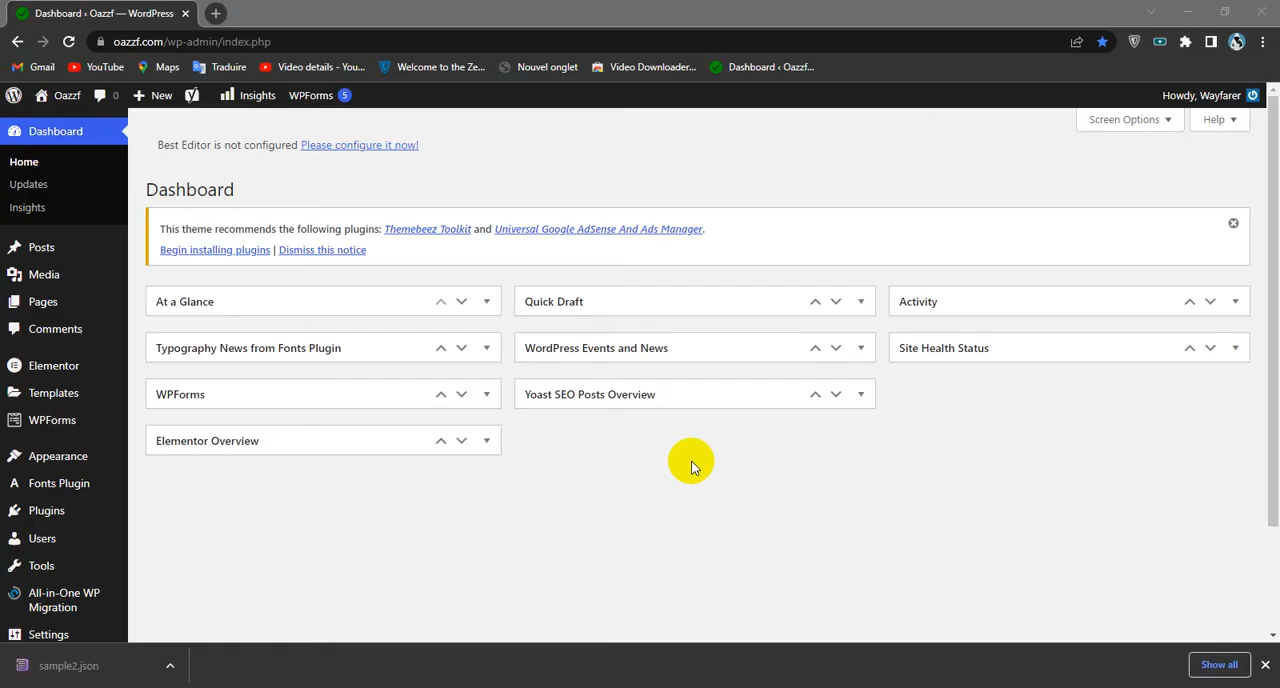 Dashboard ‹ Oazzf — WordPress
oazzf.com/wp-admin/index.php
Gmail YouTube Maps Traduire Video details - You... Welcome to the Ze... Nouvel onglet Video Downloader... Dashboard ‹ Oazzf...
Oazzf 0 New Insights WPForms 5 Howdy, Wayfarer
Dashboard
Home
Updates
Insights
Posts
Media
Pages
Comments
Elementor
Templates
WPForms
Appearance
Fonts Plugin
Plugins
Users
Tools
All-in-One WP
Migration
Settings
Screen Options Help
Best Editor is not configured Please configure it now!
Dashboard
This theme recommends the following plugins: Themebeez Toolkit and Universal Google AdSense And Ads Manager.
Begin installing plugins | Dismiss this notice
At a Glance Quick Draft Activity
Typography News from Fonts Plugin WordPress Events and News Site Health Status
WPForms Yoast SEO Posts Overview
Elementor Overview
sample2.json Show all